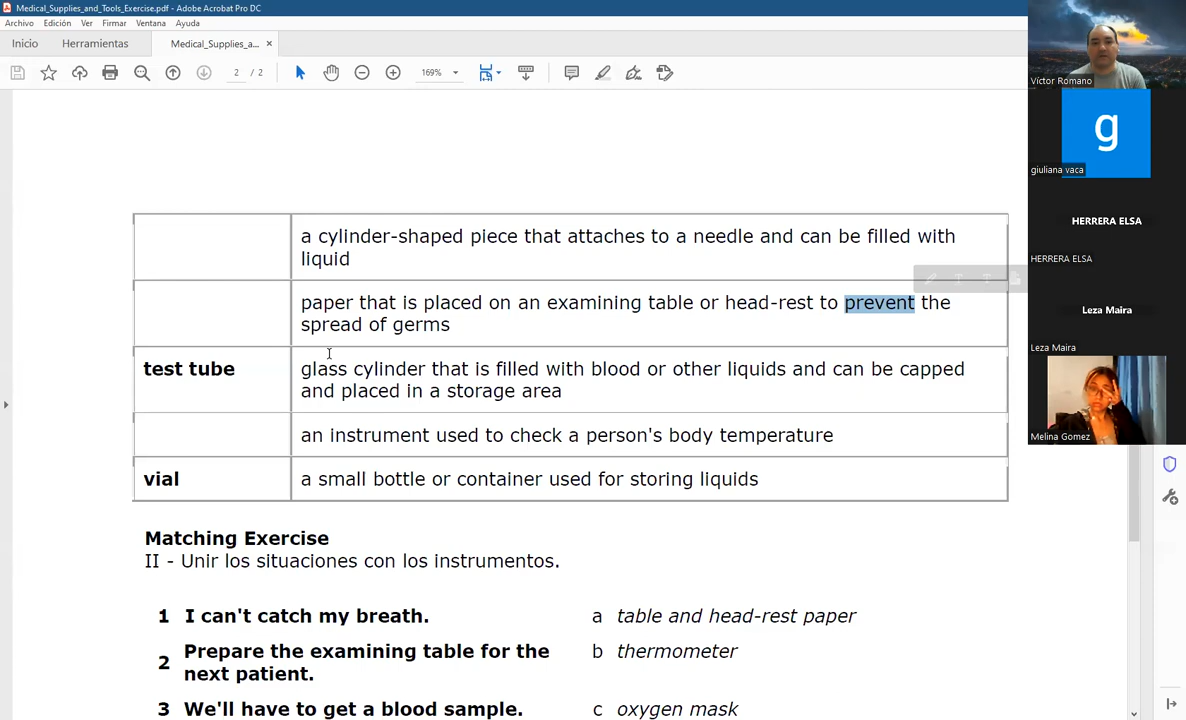 Medical_Supplies_and_Tools_Exercise.pdf - Adobe Acrobat Pro DC
Archivo Edición Ver Firmar Ventana Ayuda
Inicio Herramientas Medical_Supplies_a... ×
2 / 2 169%
a cylinder-shaped piece that attaches to a needle and can be filled with
liquid
paper that is placed on an examining table or head-rest to prevent the
spread of germs
test tube glass cylinder that is filled with blood or other liquids and can be capped
and placed in a storage area
an instrument used to check a person's body temperature
vial a small bottle or container used for storing liquids
Matching Exercise
II - Unir los situaciones con los instrumentos.
1 I can't catch my breath. a table and head-rest paper
2 Prepare the examining table for the
next patient. b thermometer
3 We'll have to get a blood sample. c oxygen mask
Víctor Romano
g
giuliana vaca
HERRERA ELSA
HERRERA ELSA
Leza Maira
Leza Maira
Melina Gomez